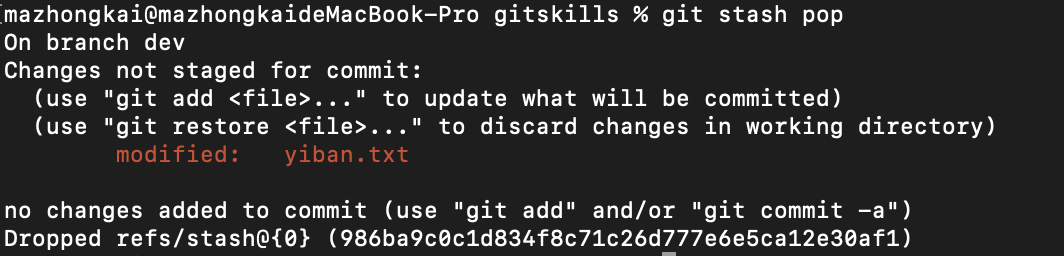 [mazhongkai@mazhongkaideMacBook-Pro gitskills % git stash pop
On branch dev
Changes not staged for commit:
  (use "git add <file>..." to update what will be committed)
  (use "git restore <file>..." to discard changes in working directory)
        modified:   yiban.txt

no changes added to commit (use "git add" and/or "git commit -a")
Dropped refs/stash@{0} (986ba9c0c1d834f8c71c26d777e6e5ca12e30af1)